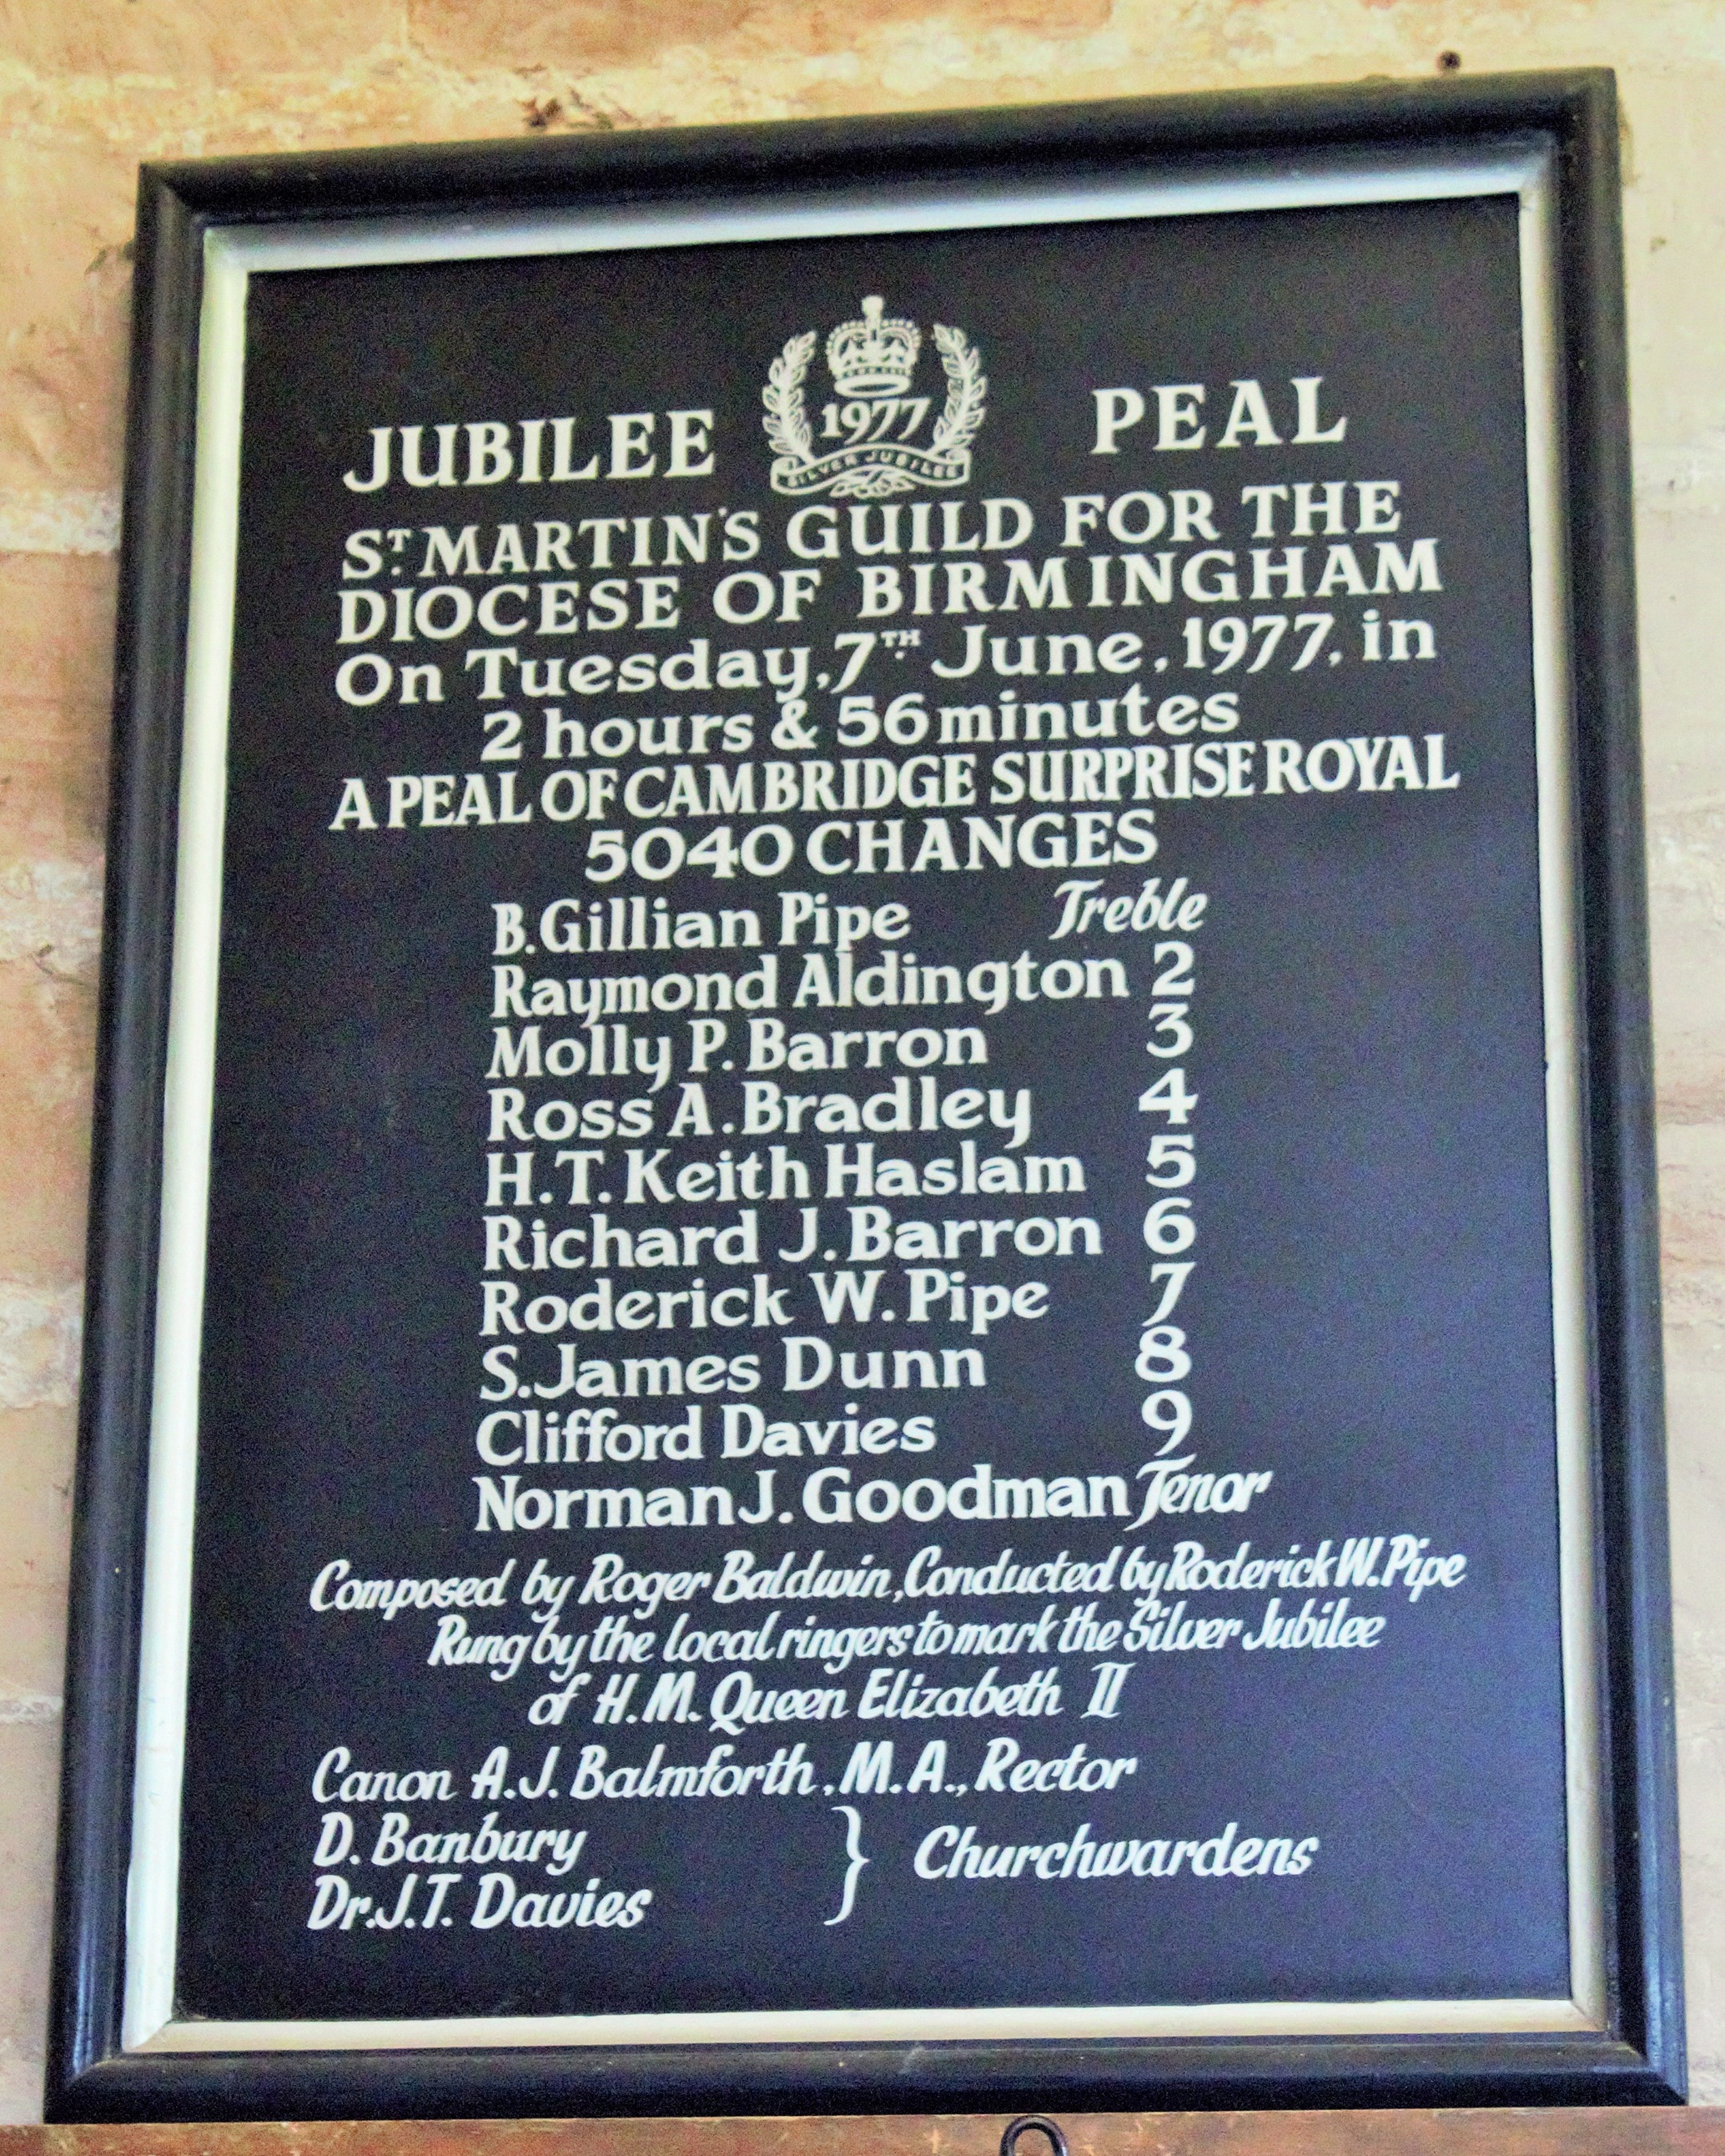 JUBILEE 1977 PEAL
SILVER JUBILEE
ST. MARTIN'S GUILD FOR THE
DIOCESE OF BIRMINGHAM
On Tuesday, 7TH June, 1977, in
2 hours & 56 minutes
A PEAL OF CAMBRIDGE SURPRISE ROYAL
5040 CHANGES
B. Gillian Pipe Treble
Raymond Aldington 2
Molly P. Barron 3
Ross A. Bradley 4
H.T. Keith Haslam 5
Richard J. Barron 6
Roderick W. Pipe 7
S. James Dunn 8
Clifford Davies 9
Norman J. Goodman Tenor
Composed by Roger Baldwin, Conducted by Roderick W. Pipe
Rung by the local ringers to mark the Silver Jubilee
of H.M. Queen Elizabeth II
Canon A.J. Balmforth, M.A., Rector
D. Banbury
Dr. J.T. Davies } Churchwardens